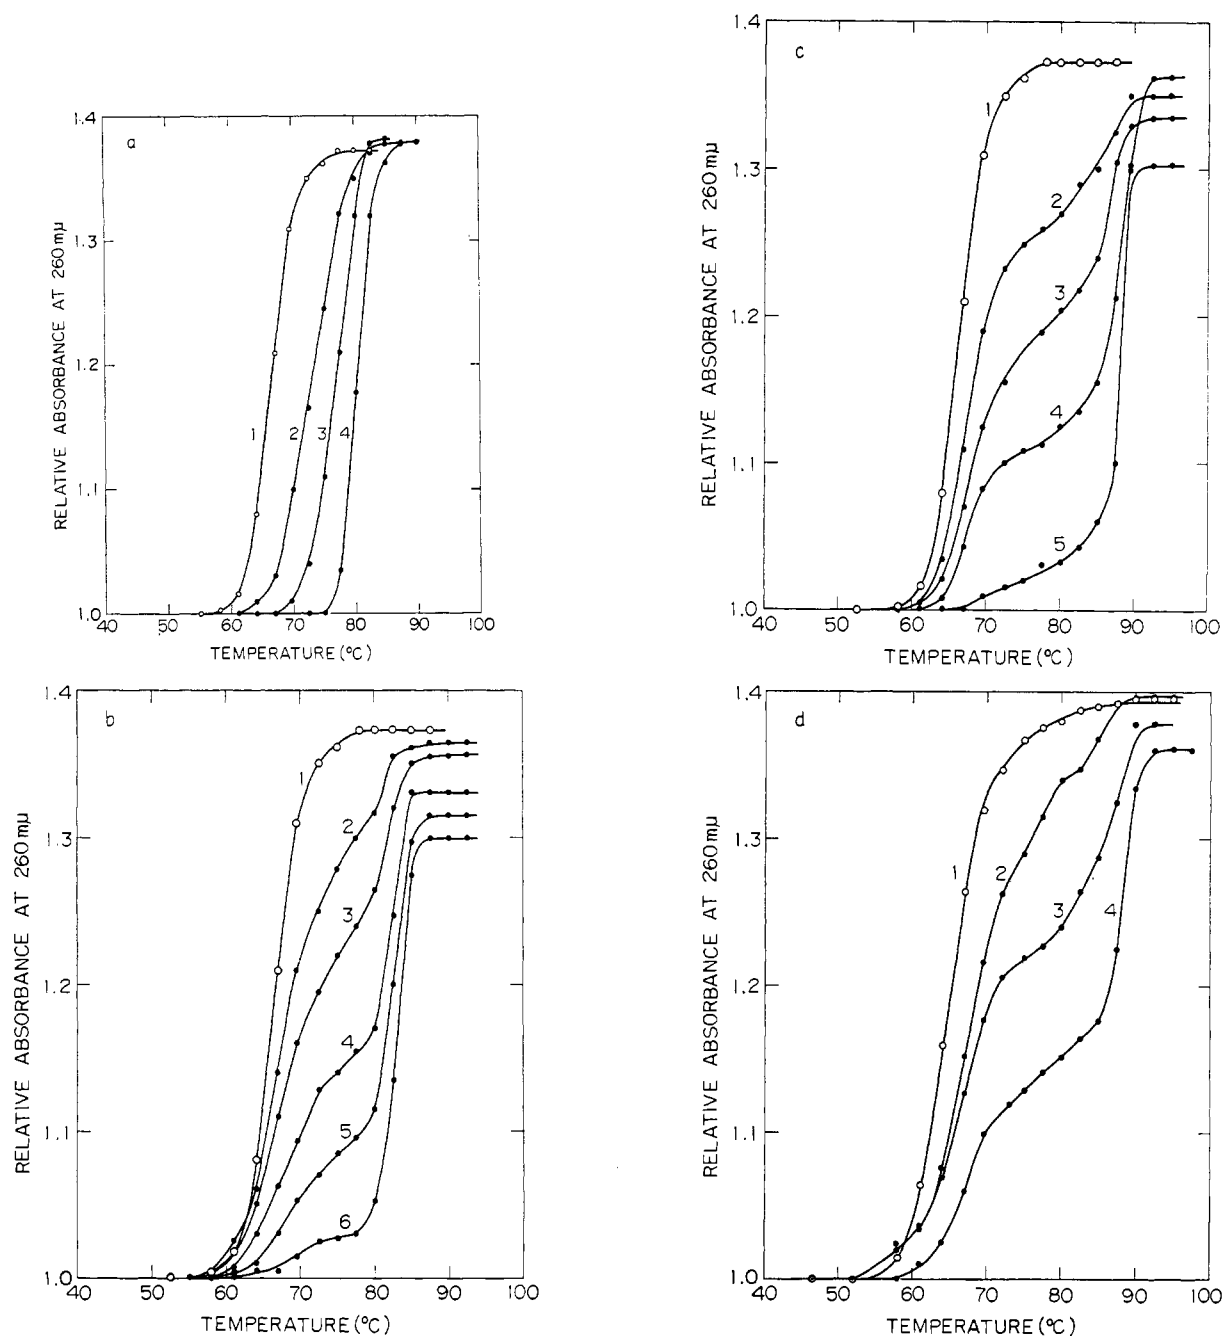 a
1.4
1.3
1.2
1.1
1.0
RELATIVE ABSORBANCE AT 260 mµ
1 2 3 4
40 50 60 70 80 90 100
TEMPERATURE (°C)
b
1.4
1.3
1.2
1.1
1.0
RELATIVE ABSORBANCE AT 260 mµ
1
2
3
4
5
6
40 50 60 70 80 90 100
TEMPERATURE (°C)
c
1.4
1.3
1.2
1.1
1.0
RELATIVE ABSORBANCE AT 260 mµ
1
2
3
4
5
40 50 60 70 80 90 100
TEMPERATURE (°C)
d
1.4
1.3
1.2
1.1
1.0
RELATIVE ABSORBANCE AT 260 mµ
1 2
3 4
40 50 60 70 80 90 100
TEMPERATURE (°C)